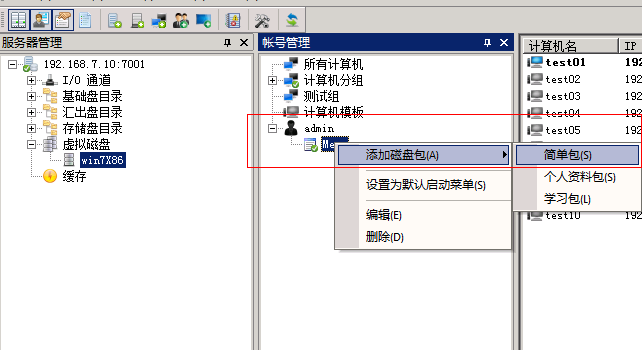 服务器管理
192.168.7.10:7001
I/O 通道
基础盘目录
汇出盘目录
存储盘目录
虚拟磁盘
win7X86
缓存
帐号管理
所有计算机
计算机分组
测试组
计算机模板
admin
添加磁盘包(A)
设置为默认启动菜单(S)
编辑(E)
删除(D)
简单包(S)
个人资料包(S)
学习包(L)
计算机名 IP
test01 192
test02 192
test03 192
test04 192
test05 192
test10 192